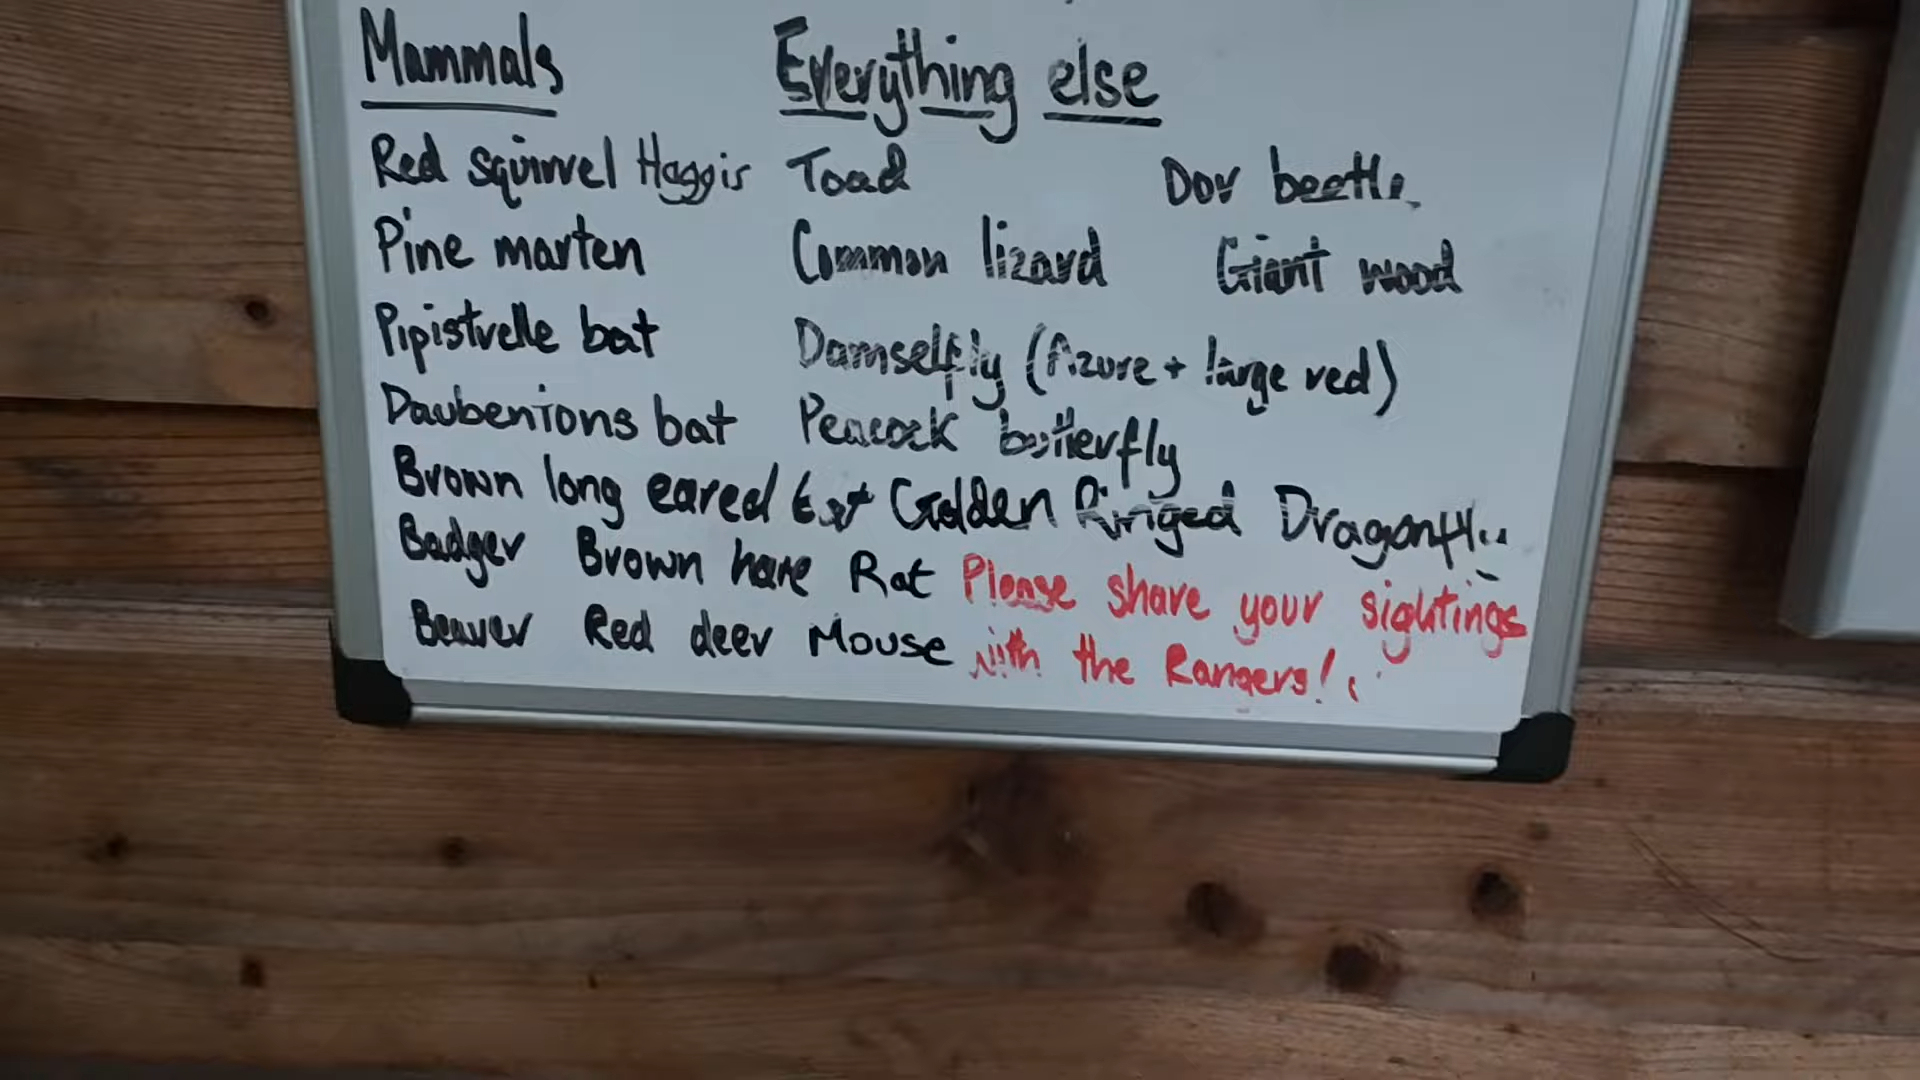 Mammals Everything else
Red squirrel Haggis Toad Dor beetle
Pine marten Common lizard Giant wood
Pipistrelle bat Damselfly (Azure + large red)
Daubentons bat Peacock butterfly
Brown long eared bat Golden Ringed Dragonfly
Badger Brown hare Rat Please share your sightings
Beaver Red deer Mouse with the Rangers!